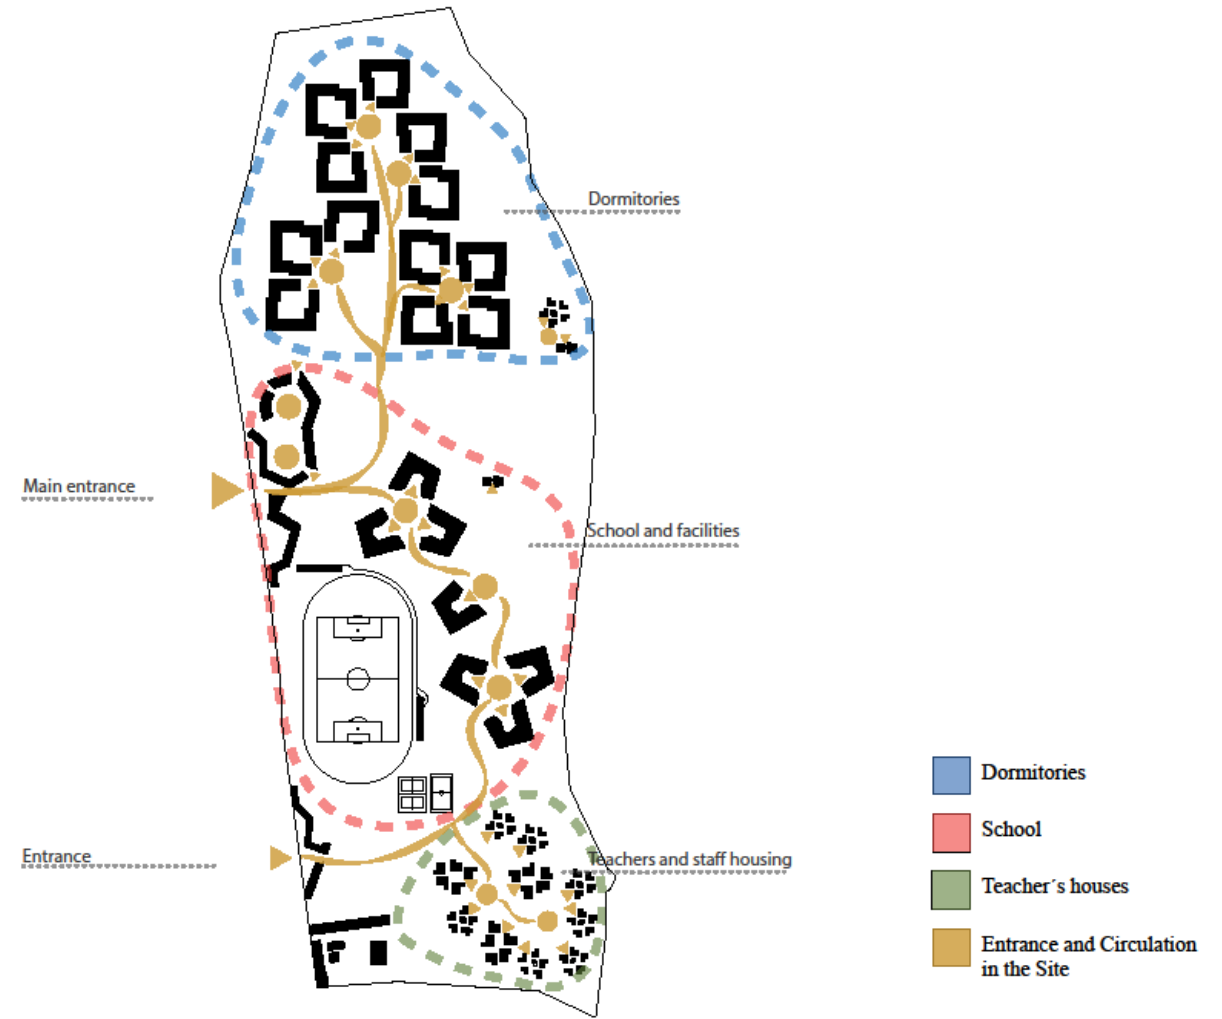 Dormitories
Main entrance
School and facilities
Entrance
Teachers and staff housing
Dormitories
School
Teacher´s houses
Entrance and Circulation
in the Site